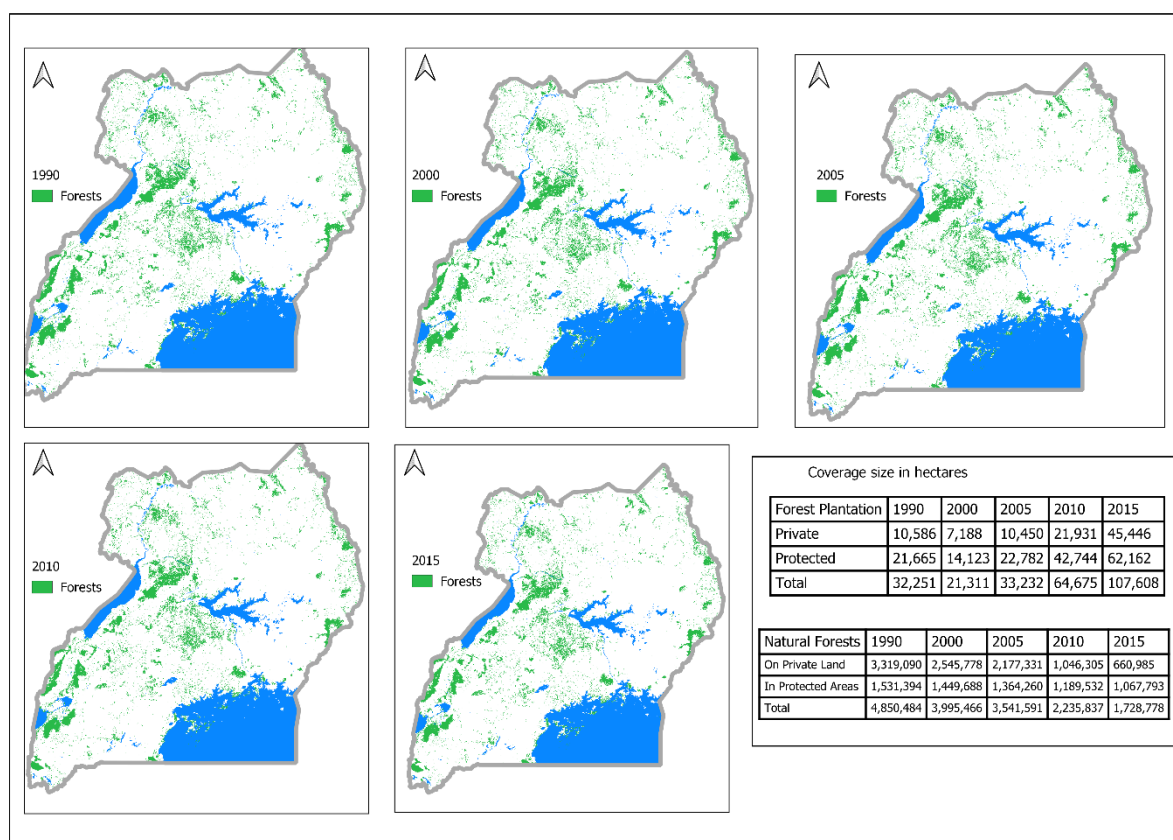 1990
Forests
2000
Forests
2005
Forests
2010
Forests
2015
Forests
Coverage size in hectares
Forest Plantation 1990 2000 2005 2010 2015
Private 10,586 7,188 10,450 21,931 45,446
Protected 21,665 14,123 22,782 42,744 62,162
Total 32,251 21,311 33,232 64,675 107,608
Natural Forests 1990 2000 2005 2010 2015
On Private Land 3,319,090 2,545,778 2,177,331 1,046,305 660,985
In Protected Areas 1,531,394 1,449,688 1,364,260 1,189,532 1,067,793
Total 4,850,484 3,995,466 3,541,591 2,235,837 1,728,778